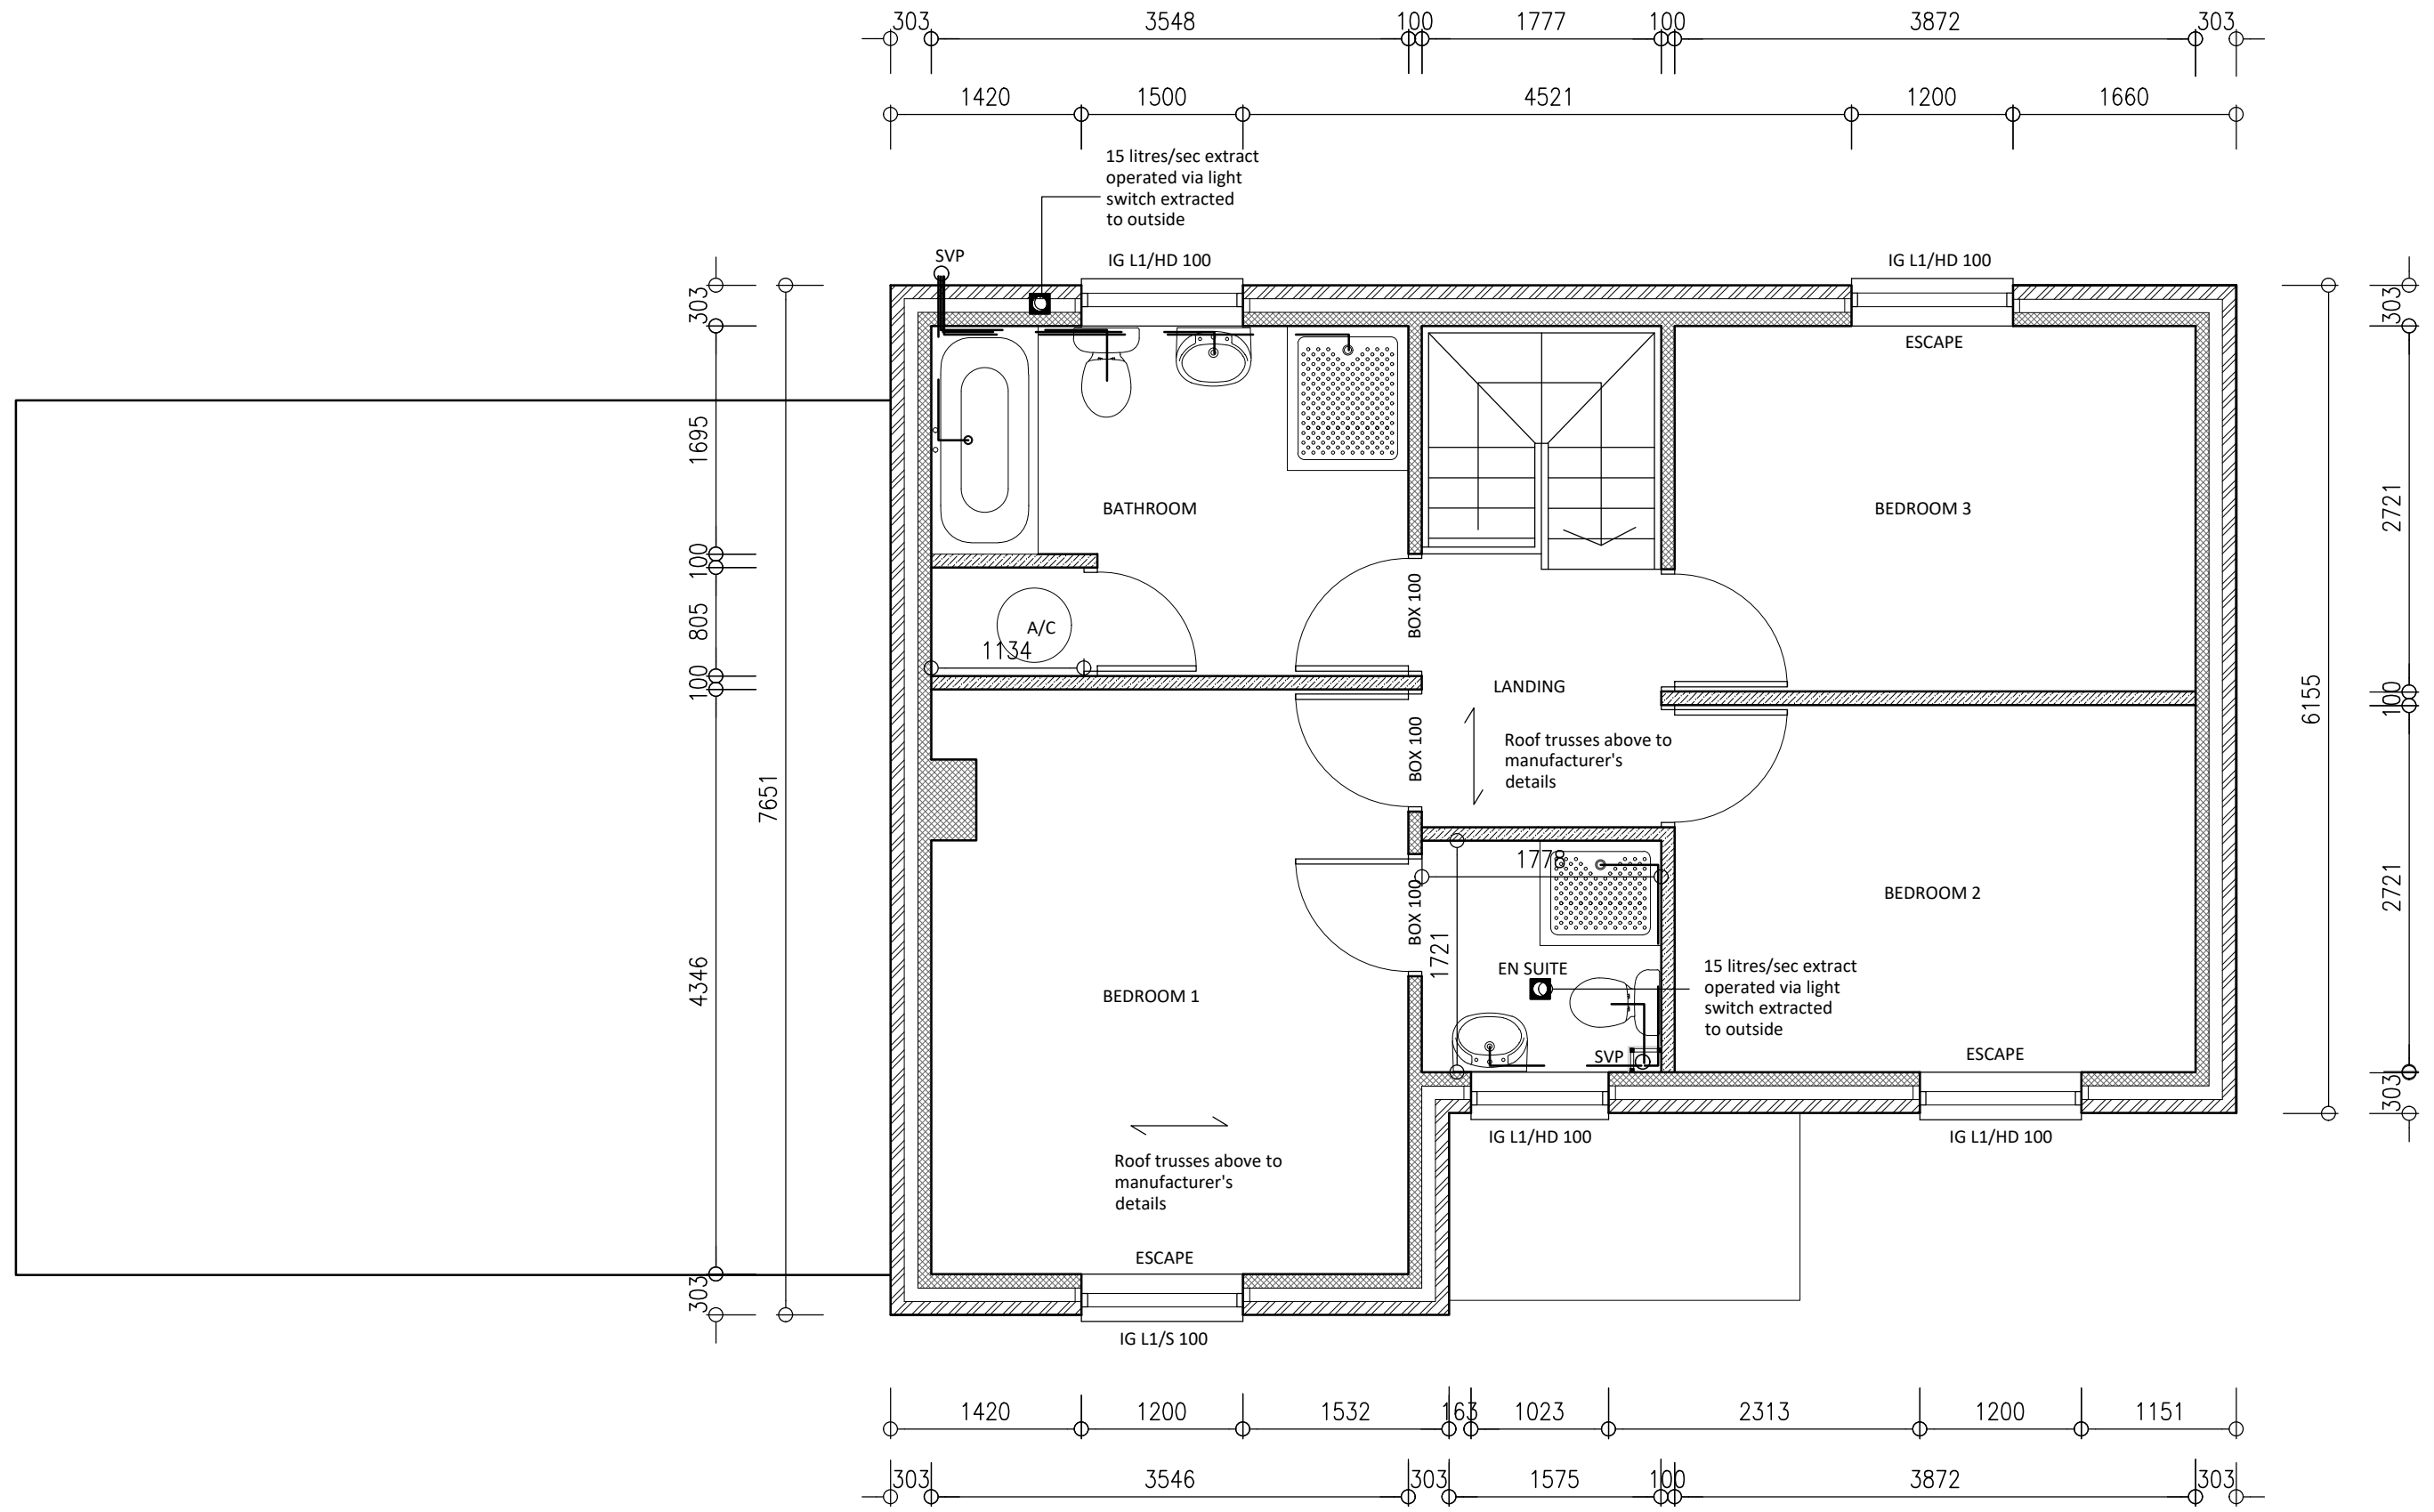 303 3548 100 1777 100 3872 303
1420 1500 4521 1200 1660
15 litres/sec extract
operated via light
switch extracted
to outside
SVP
IG L1/HD 100
IG L1/HD 100
ESCAPE
303
1695
100
805
100
4346
303
7651
BATHROOM
BEDROOM 3
A/C
1134
BOX 100
BOX 100
BOX 100
LANDING
Roof trusses above to
manufacturer's
details
1778
1721
EN SUITE
SVP
BEDROOM 2
15 litres/sec extract
operated via light
switch extracted
to outside
ESCAPE
BEDROOM 1
Roof trusses above to
manufacturer's
details
ESCAPE
IG L1/HD 100
IG L1/HD 100
IG L1/S 100
6155
303
2721
100
2721
303
1420 1200 1532 163 1023 2313 1200 1151
303 3546 303 1575 100 3872 303